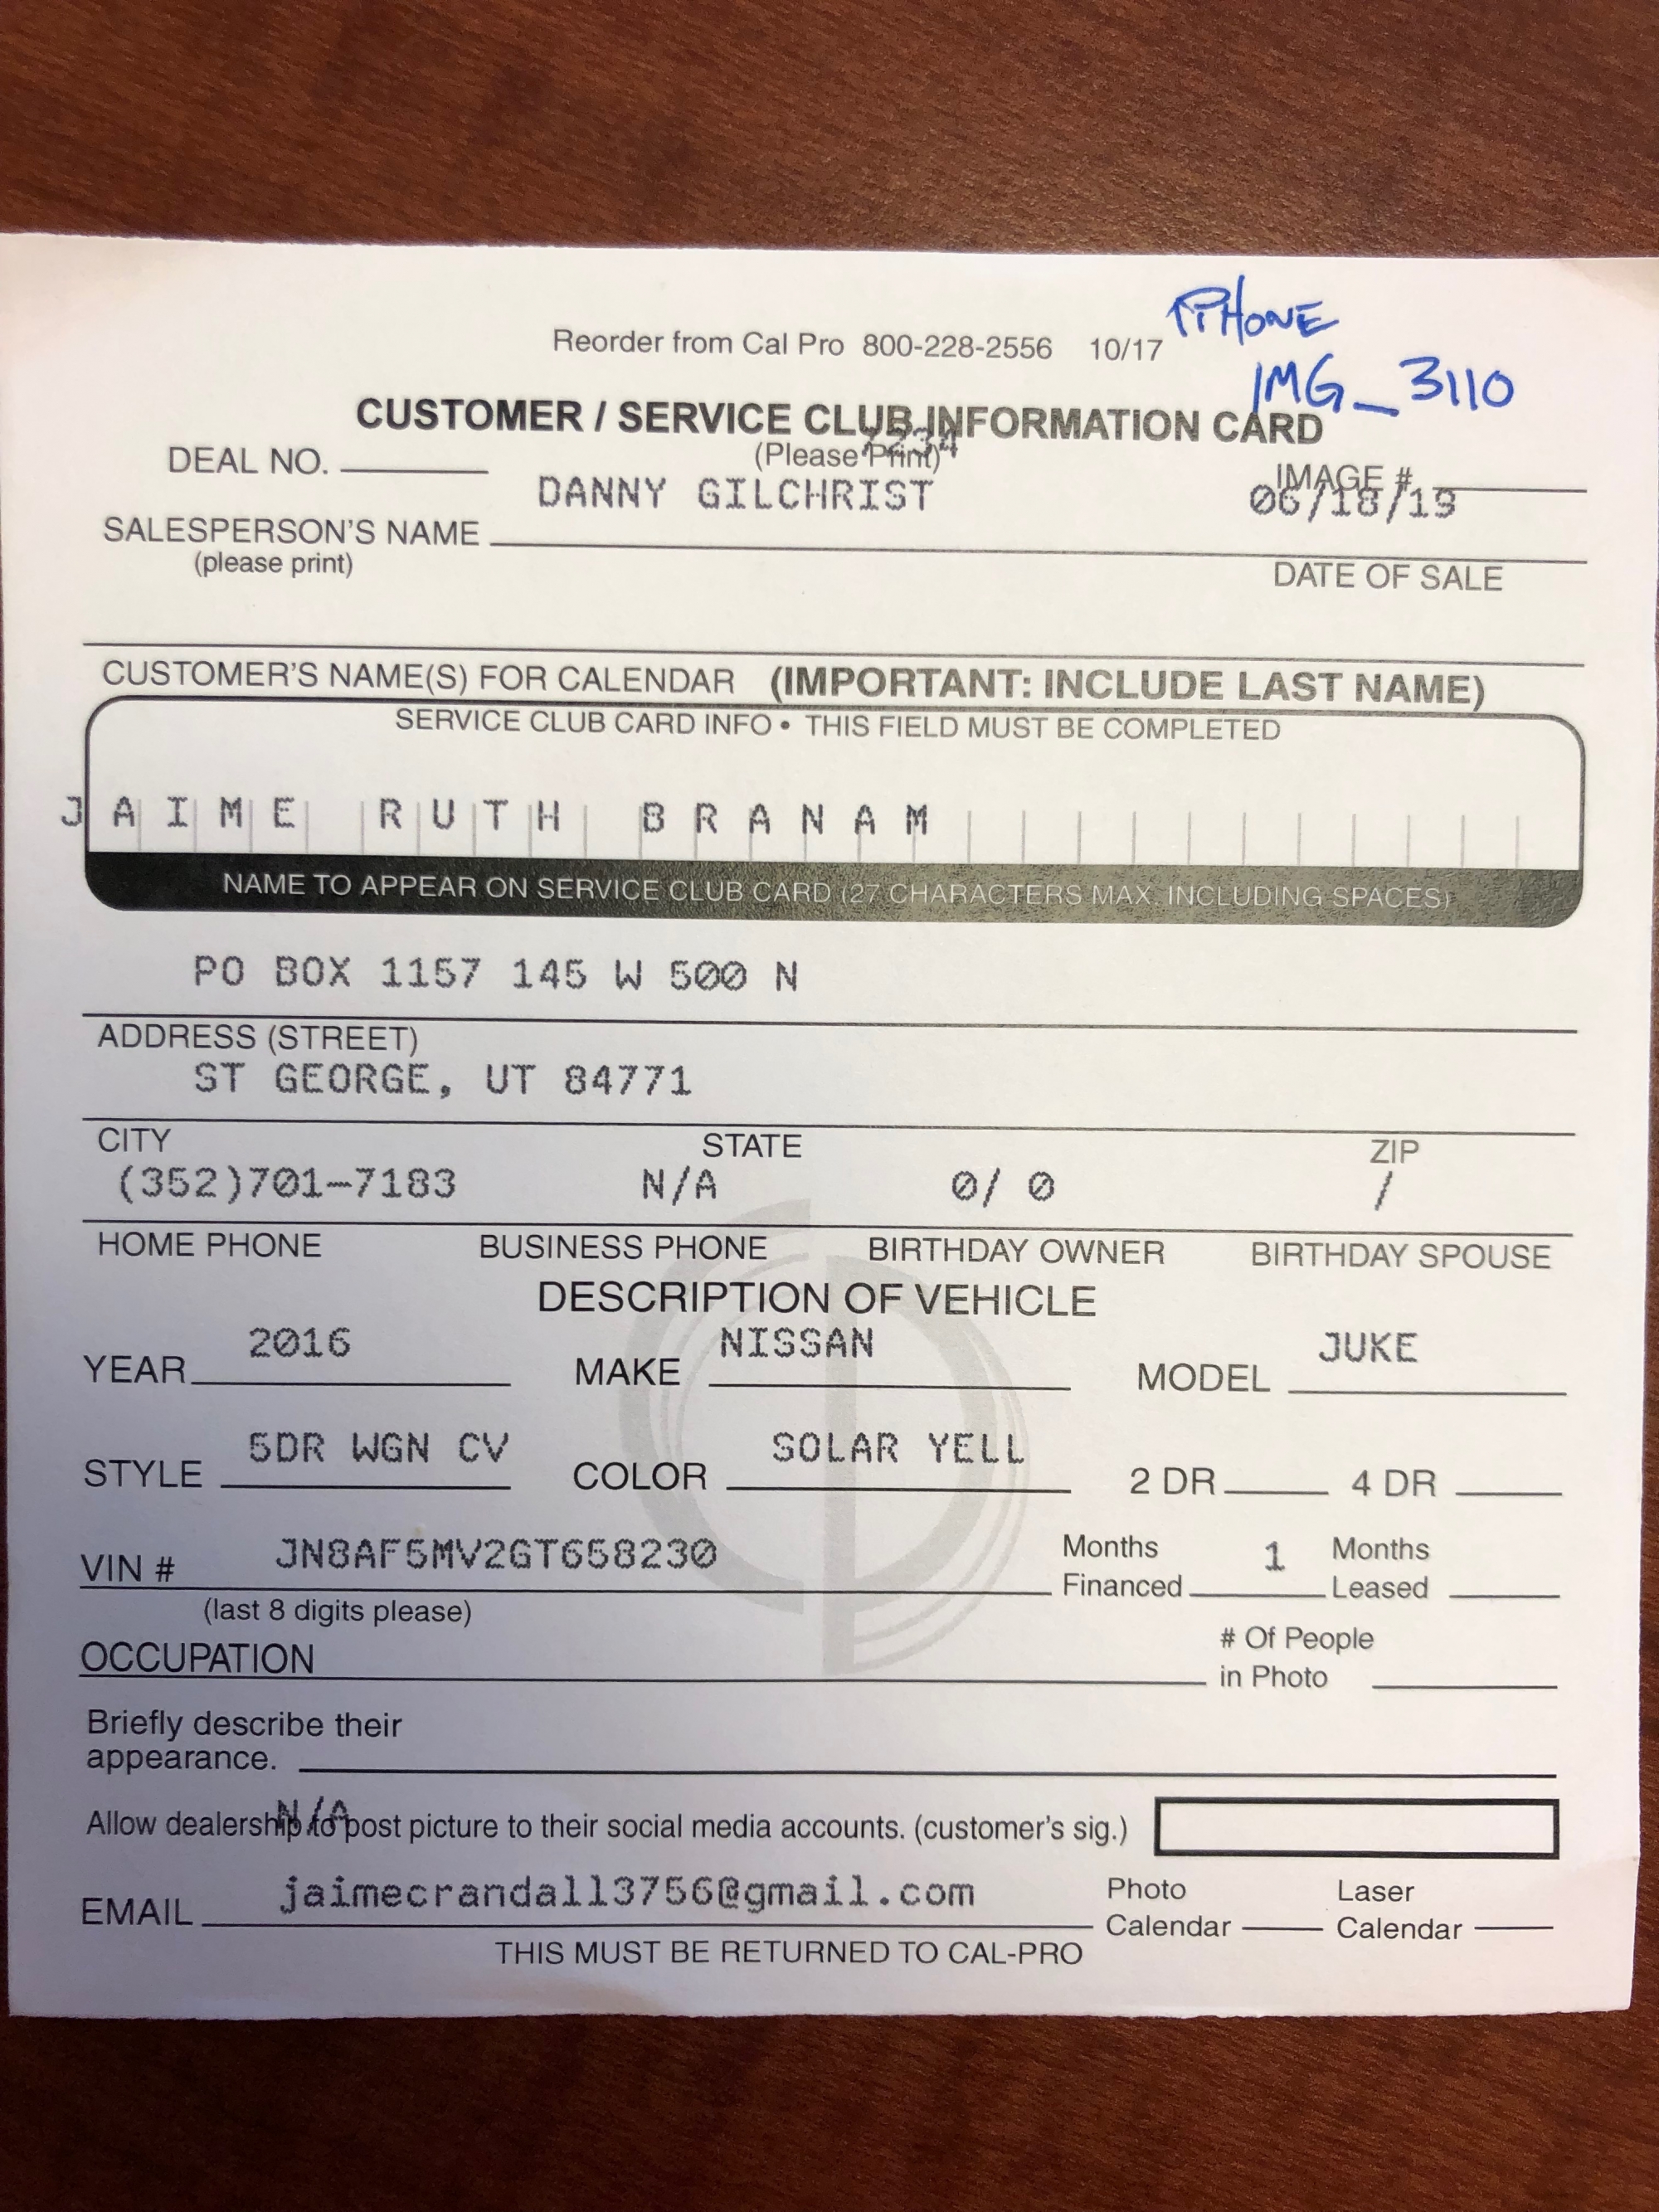 PHONE
Reorder from Cal Pro 800-228-2556 10/17
IMG_3110
CUSTOMER / SERVICE CLUB INFORMATION CARD
DEAL NO.
(Please Print)
IMAGE #
DANNY GILCHRIST
06/18/19
SALESPERSON'S NAME
(please print)
DATE OF SALE
CUSTOMER'S NAME(S) FOR CALENDAR (IMPORTANT: INCLUDE LAST NAME)
SERVICE CLUB CARD INFO • THIS FIELD MUST BE COMPLETED
JAIME RUTH BRANAM
NAME TO APPEAR ON SERVICE CLUB CARD (27 CHARACTERS MAX. INCLUDING SPACES)
PO BOX 1157 145 W 500 N
ADDRESS (STREET)
ST GEORGE, UT 84771
CITY STATE ZIP
(352)701-7183 N/A 0/ 0 /
HOME PHONE BUSINESS PHONE BIRTHDAY OWNER BIRTHDAY SPOUSE
DESCRIPTION OF VEHICLE
YEAR 2016 MAKE NISSAN MODEL JUKE
STYLE 5DR WGN CV COLOR SOLAR YELL 2 DR 4 DR
VIN # JN8AF5MV2GT658230 Months Financed 1 Months Leased
(last 8 digits please)
OCCUPATION # Of People in Photo
Briefly describe their
appearance.
N/A
Allow dealership to post picture to their social media accounts. (customer's sig.)
EMAIL jaimecrandall3756@gmail.com Photo Calendar Laser Calendar
THIS MUST BE RETURNED TO CAL-PRO